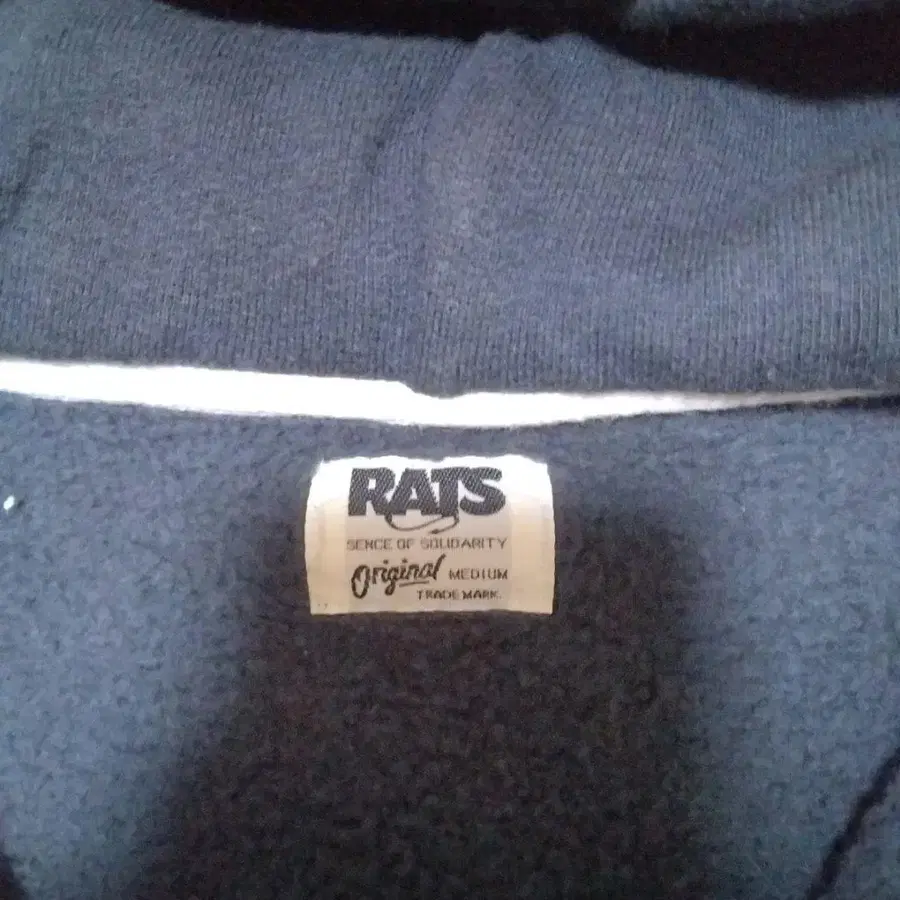 RATS
SENCE OF SOLIDARITY
Original MEDIUM
TRADE MARK.